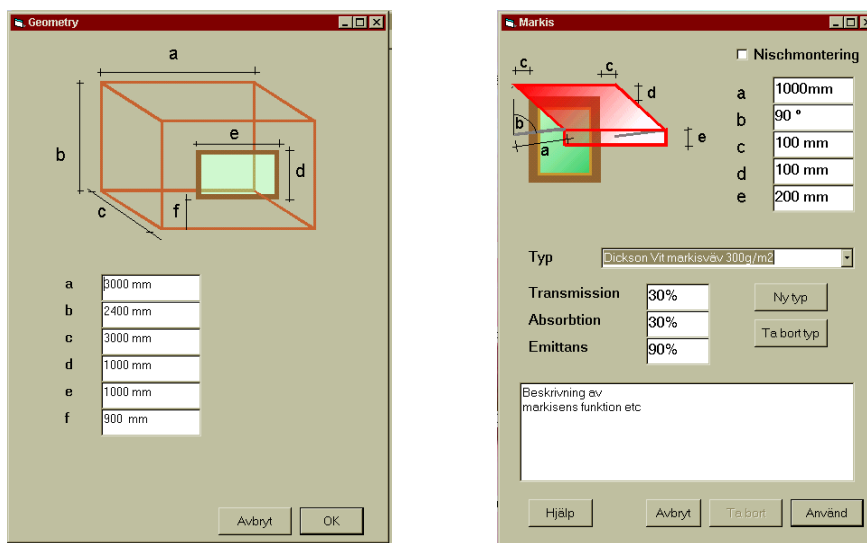 Geometry
a
b
c
d
e
f
a 3000 mm
b 2400 mm
c 3000 mm
d 1000 mm
e 1000 mm
f 900 mm
Avbryt OK
Markis
Nischmontering
c c
d
b
a
e
a 1000mm
b 90 °
c 100 mm
d 100 mm
e 200 mm
Typ Dickson Vit markisväv 300g/m2
Transmission 30% Ny typ
Absorbtion 30% Ta bort typ
Emittans 90%
Beskrivning av
markisens funktion etc
Hjälp Avbryt Ta bort Använd